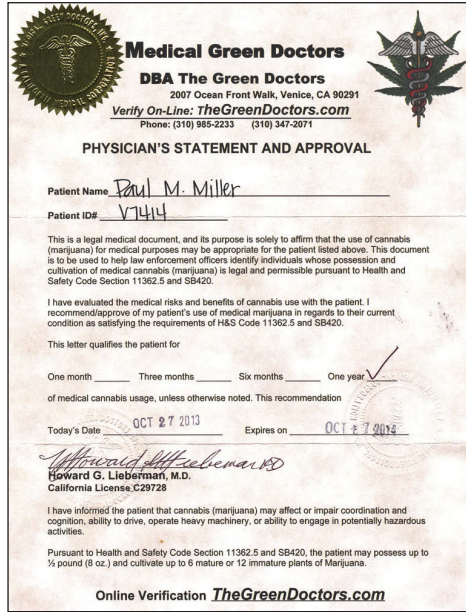 Medical Green Doctors
DBA The Green Doctors
2007 Ocean Front Walk, Venice, CA 90291
Verify On-Line: TheGreenDoctors.com
Phone: (310) 985-2233 (310) 347-2071
PHYSICIAN'S STATEMENT AND APPROVAL
Patient Name Paul M. Miller
Patient ID# V7414
This is a legal medical document, and its purpose is solely to affirm that the use of cannabis
(marijuana) for medical purposes may be appropriate for the patient listed above. This document
is to be used to help law enforcement officers identify individuals whose possession and
cultivation of medical cannabis (marijuana) is legal and permissible pursuant to Health and
Safety Code Section 11362.5 and SB420.
I have evaluated the medical risks and benefits of cannabis use with the patient. I
recommend/approve of my patient's use of medical marijuana in regards to their current
condition as satisfying the requirements of H&S Code 11362.5 and SB420.
This letter qualifies the patient for
One month ______ Three months ______ Six months ______ One year ✓
of medical cannabis usage, unless otherwise noted. This recommendation
Today's Date OCT 27 2013 Expires on OCT 27 2014
Howard G. Lieberman, M.D.
California License C29728
I have informed the patient that cannabis (marijuana) may affect or impair coordination and
cognition, ability to drive, operate heavy machinery, or ability to engage in potentially hazardous
activities.
Pursuant to Health and Safety Code Section 11362.5 and SB420, the patient may possess up to
½ pound (8 oz.) and cultivate up to 6 mature or 12 immature plants of Marijuana.
Online Verification TheGreenDoctors.com